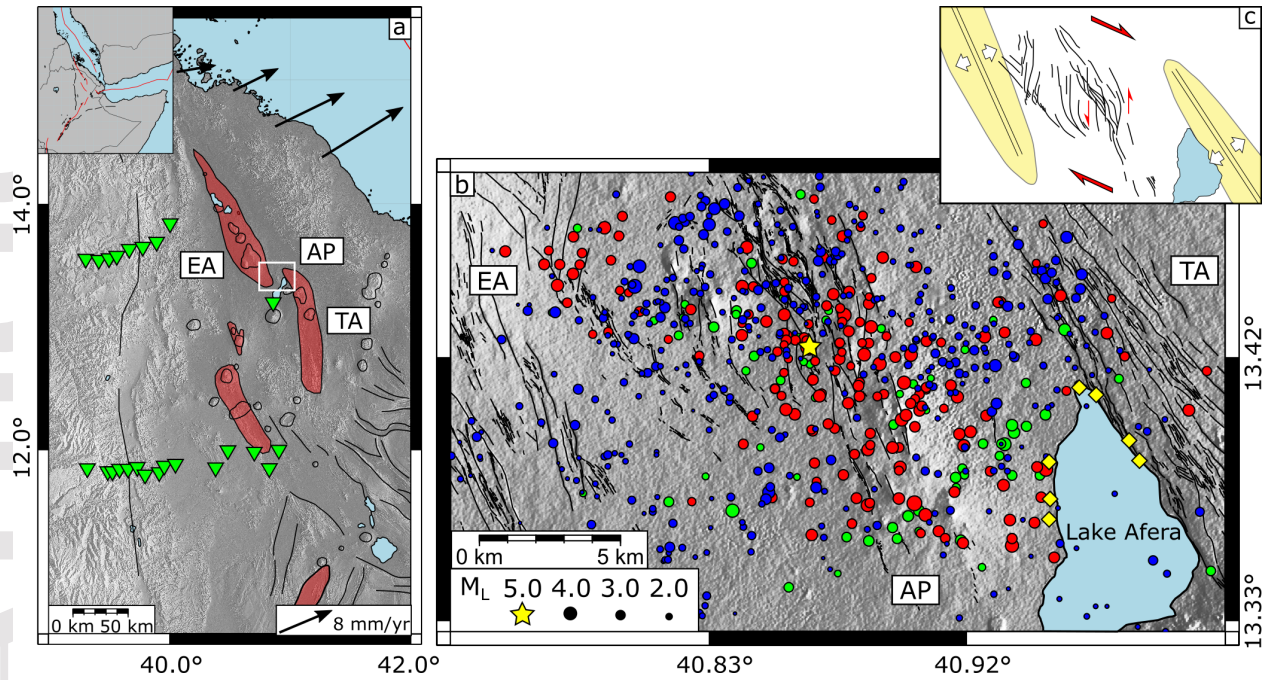 a
14.0°
12.0°
EA
AP
TA
0 km 50 km
8 mm/yr
40.0°
42.0°
b
EA
TA
AP
Lake Afera
0 km 5 km
M_L 5.0 4.0 3.0 2.0
40.83°
40.92°
13.42°
13.33°
c